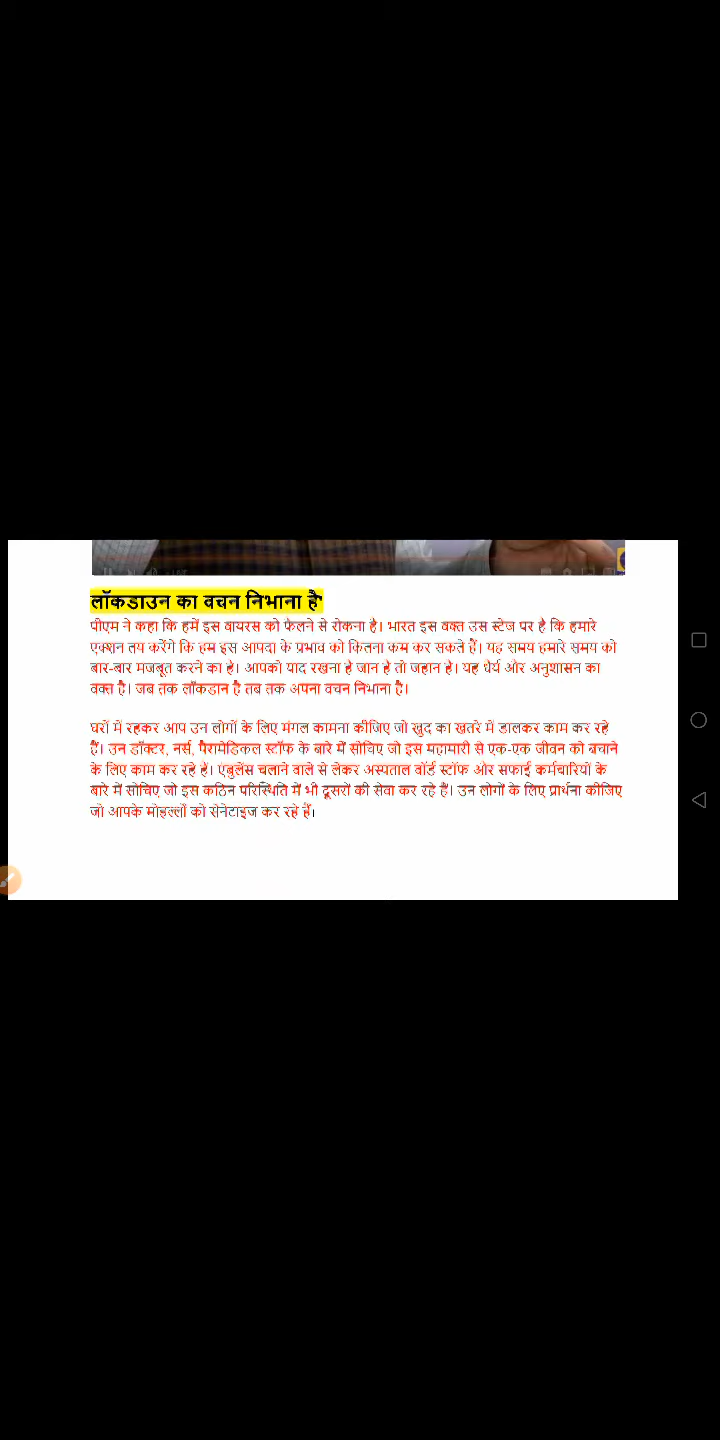 लॉकडाउन का वचन निभाना है'
पीएम ने कहा कि हमें इस वायरस को फैलने से रोकना है। भारत इस वक्त उस स्टेज पर है कि हमारे
एक्शन तय करेंगे कि हम इस आपदा के प्रभाव को कितना कम कर सकते हैं। यह समय हमारे समय को
बार-बार मजबूत करने का है। आपको याद रखना है जान है तो जहान है। यह धैर्य और अनुशासन का
वक्त है। जब तक लॉकडान है तब तक अपना वचन निभाना है।
घरों में रहकर आप उन लोगों के लिए मंगल कामना कीजिए जो खुद का खतरे में डालकर काम कर रहे
हैं। उन डॉक्टर, नर्स, पैरामेडिकल स्टॉफ के बारे में सोचिए जो इस महामारी से एक-एक जीवन को बचाने
के लिए काम कर रहे हैं। एंबुलेंस चलाने वाले से लेकर अस्पताल वॉर्ड स्टॉफ और सफाई कर्मचारियों के
बारे में सोचिए जो इस कठिन परिस्थिति में भी दूसरों की सेवा कर रहे हैं। उन लोगों के लिए प्रार्थना कीजिए
जो आपके मोहल्लों को सेनेटाइज कर रहे हैं।